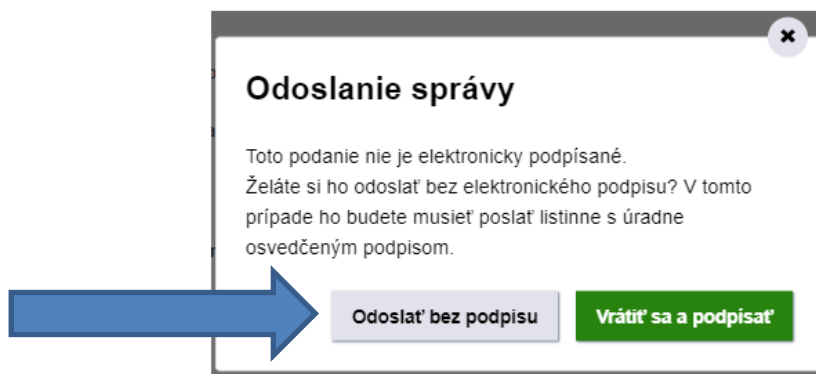 Odoslanie správy
Toto podanie nie je elektronicky podpísané.
Želáte si ho odoslať bez elektronického podpisu? V tomto
prípade ho budete musieť poslať listinne s úradne
osvedčeným podpisom.
Odoslať bez podpisu
Vrátiť sa a podpísať